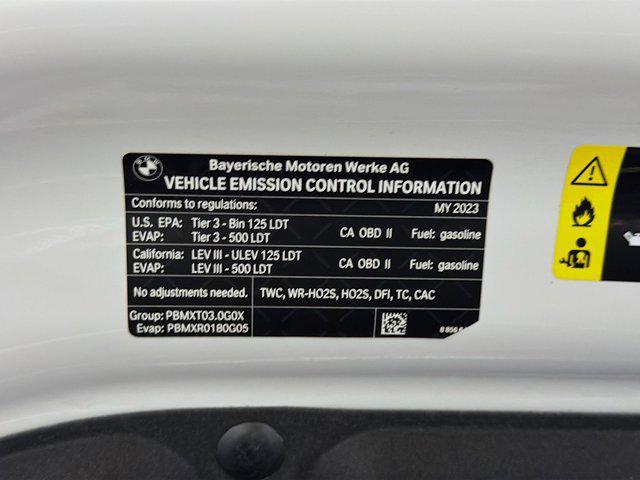 Bayerische Motoren Werke AG
VEHICLE EMISSION CONTROL INFORMATION
Conforms to regulations: MY 2023
U.S. EPA: Tier 3 - Bin 125 LDT CA OBD II Fuel: gasoline
EVAP: Tier 3 - 500 LDT
California: LEV III - ULEV 125 LDT CA OBD II Fuel: gasoline
EVAP: LEV III - 500 LDT
No adjustments needed. TWC, WR-HO2S, HO2S, DFI, TC, CAC
Group: PBMXT03.0G0X
Evap: PBMXR0180G05